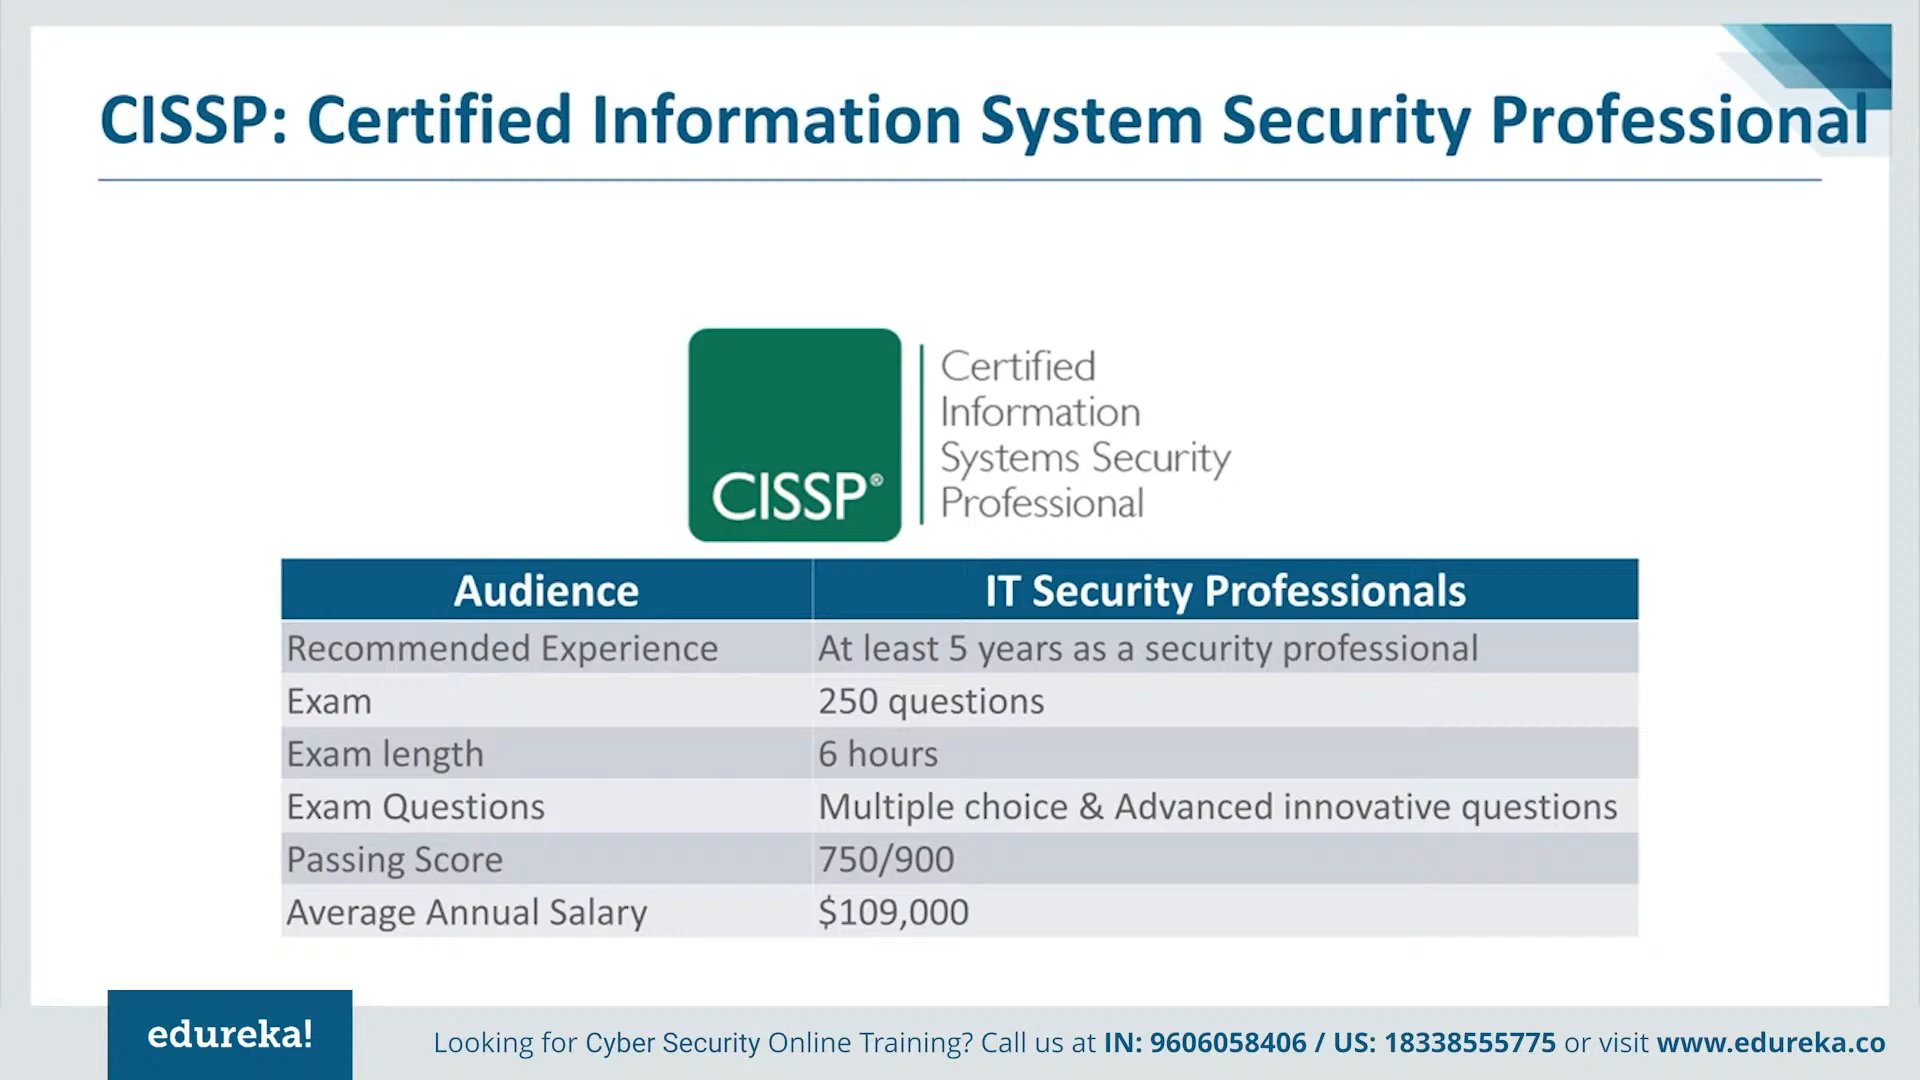 CISSP: Certified Information System Security Professional
CISSP®
Certified
Information
Systems Security
Professional
Audience IT Security Professionals
Recommended Experience At least 5 years as a security professional
Exam 250 questions
Exam length 6 hours
Exam Questions Multiple choice & Advanced innovative questions
Passing Score 750/900
Average Annual Salary $109,000
edureka!
Looking for Cyber Security Online Training? Call us at IN: 9606058406 / US: 18338555775 or visit www.edureka.co